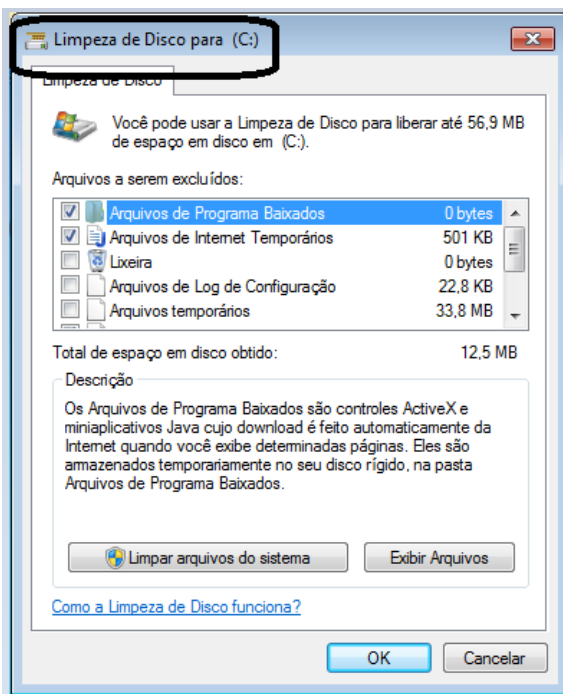 Limpeza de Disco para (C:)
Limpeza de Disco
Você pode usar a Limpeza de Disco para liberar até 56,9 MB
de espaço em disco em (C:).
Arquivos a serem excluídos:
Arquivos de Programa Baixados 0 bytes
Arquivos de Internet Temporários 501 KB
Lixeira 0 bytes
Arquivos de Log de Configuração 22,8 KB
Arquivos temporários 33,8 MB
Total de espaço em disco obtido: 12,5 MB
Descrição
Os Arquivos de Programa Baixados são controles ActiveX e
miniaplicativos Java cujo download é feito automaticamente da
Internet quando você exibe determinadas páginas. Eles são
armazenados temporariamente no seu disco rígido, na pasta
Arquivos de Programa Baixados.
Limpar arquivos do sistema Exibir Arquivos
Como a Limpeza de Disco funciona?
OK Cancelar